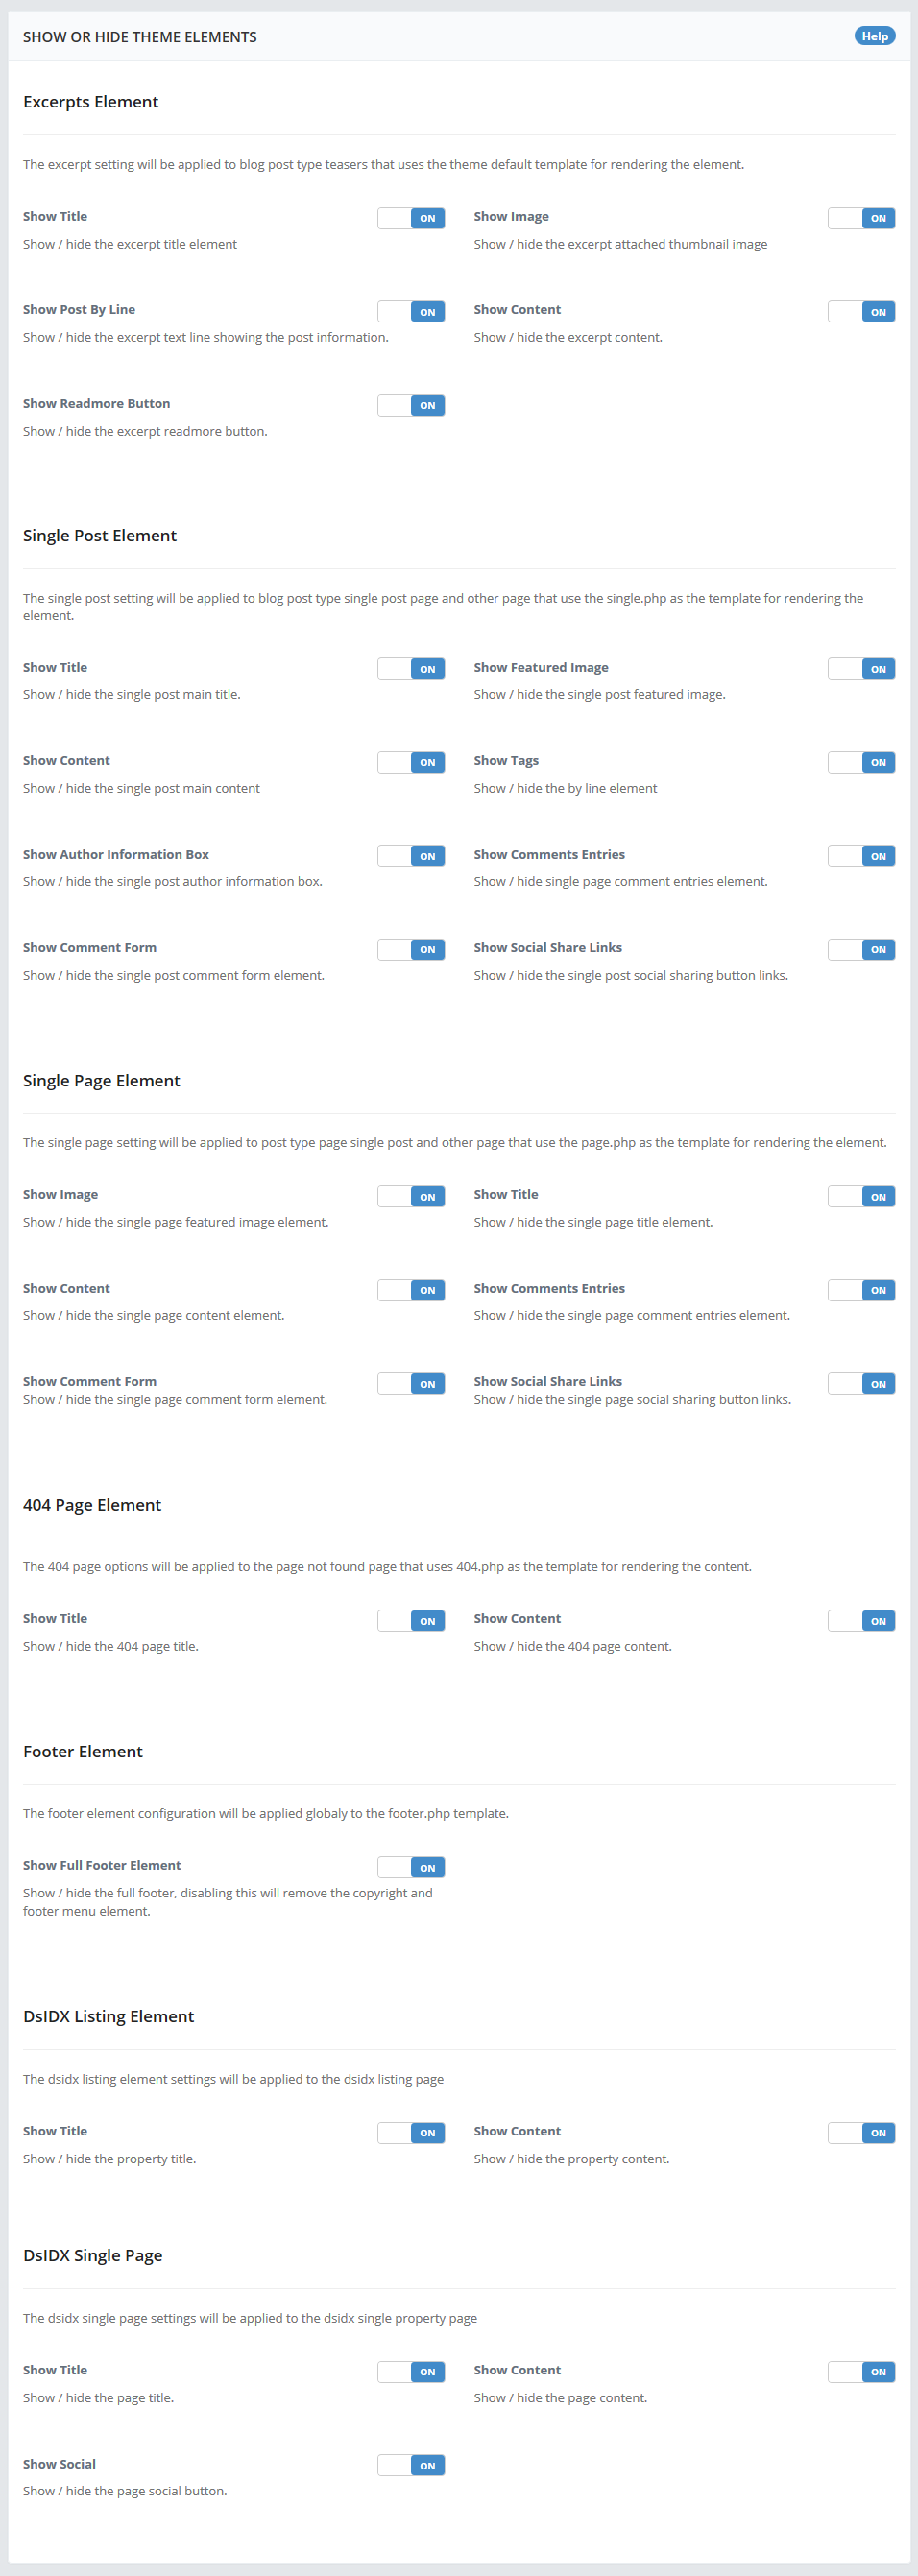 SHOW OR HIDE THEME ELEMENTS
Help
Excerpts Element
The excerpt setting will be applied to blog post type teasers that uses the theme default template for rendering the element.
Show Title
ON
Show / hide the excerpt title element
Show Image
ON
Show / hide the excerpt attached thumbnail image
Show Post By Line
ON
Show / hide the excerpt text line showing the post information.
Show Content
ON
Show / hide the excerpt content.
Show Readmore Button
ON
Show / hide the excerpt readmore button.
Single Post Element
The single post setting will be applied to blog post type single post page and other page that use the single.php as the template for rendering the
element.
Show Title
ON
Show / hide the single post main title.
Show Featured Image
ON
Show / hide the single post featured image.
Show Content
ON
Show / hide the single post main content
Show Tags
ON
Show / hide the by line element
Show Author Information Box
ON
Show / hide the single post author information box.
Show Comments Entries
ON
Show / hide single page comment entries element.
Show Comment Form
ON
Show / hide the single post comment form element.
Show Social Share Links
ON
Show / hide the single post social sharing button links.
Single Page Element
The single page setting will be applied to post type page single post and other page that use the page.php as the template for rendering the element.
Show Image
ON
Show / hide the single page featured image element.
Show Title
ON
Show / hide the single page title element.
Show Content
ON
Show / hide the single page content element.
Show Comments Entries
ON
Show / hide the single page comment entries element.
Show Comment Form
ON
Show / hide the single page comment form element.
Show Social Share Links
ON
Show / hide the single page social sharing button links.
404 Page Element
The 404 page options will be applied to the page not found page that uses 404.php as the template for rendering the content.
Show Title
ON
Show / hide the 404 page title.
Show Content
ON
Show / hide the 404 page content.
Footer Element
The footer element configuration will be applied globaly to the footer.php template.
Show Full Footer Element
ON
Show / hide the full footer, disabling this will remove the copyright and
footer menu element.
DsIDX Listing Element
The dsidx listing element settings will be applied to the dsidx listing page
Show Title
ON
Show / hide the property title.
Show Content
ON
Show / hide the property content.
DsIDX Single Page
The dsidx single page settings will be applied to the dsidx single property page
Show Title
ON
Show / hide the page title.
Show Content
ON
Show / hide the page content.
Show Social
ON
Show / hide the page social button.